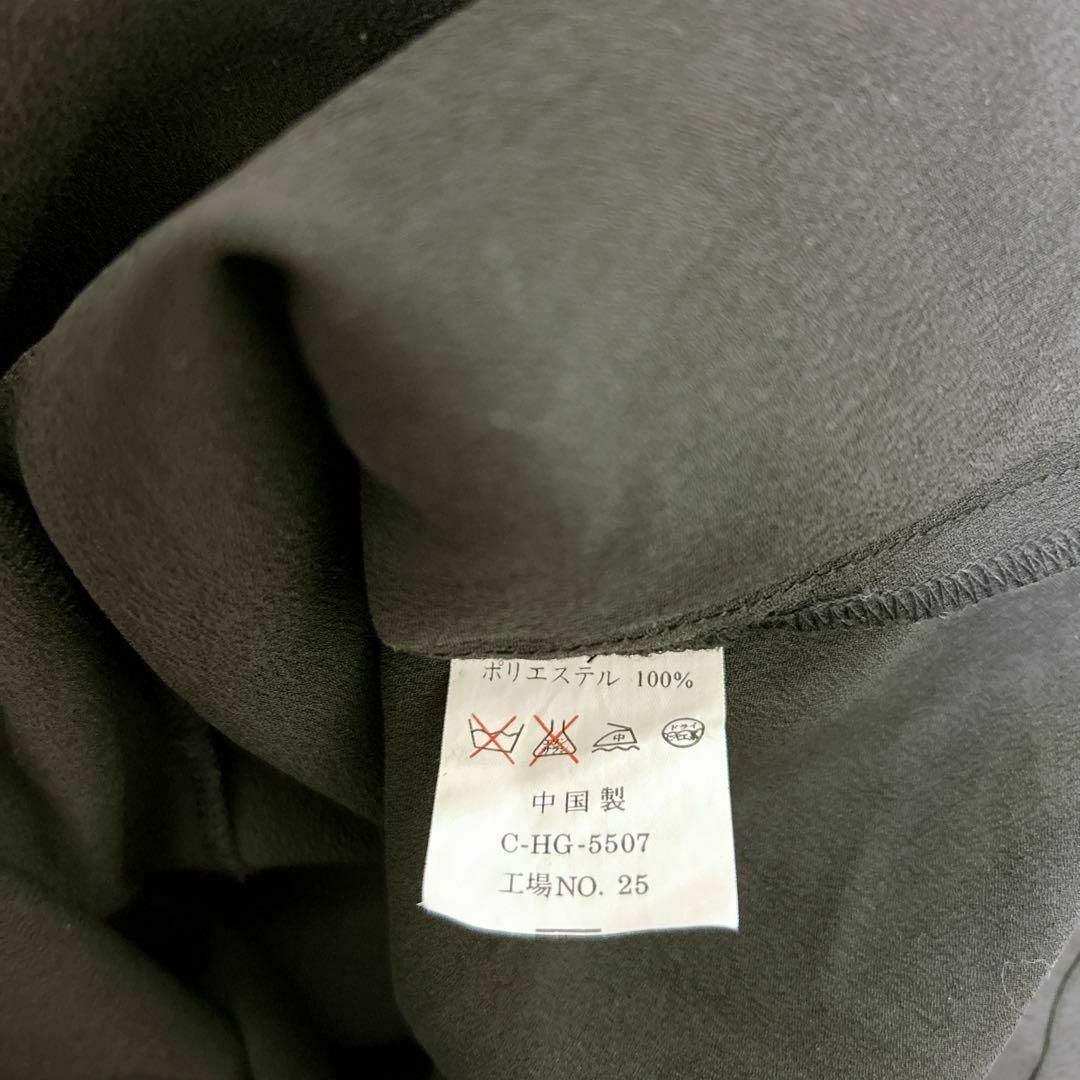 ポリエステル 100%
中
ドライ
中国製
C-HG-5507
工場NO. 25